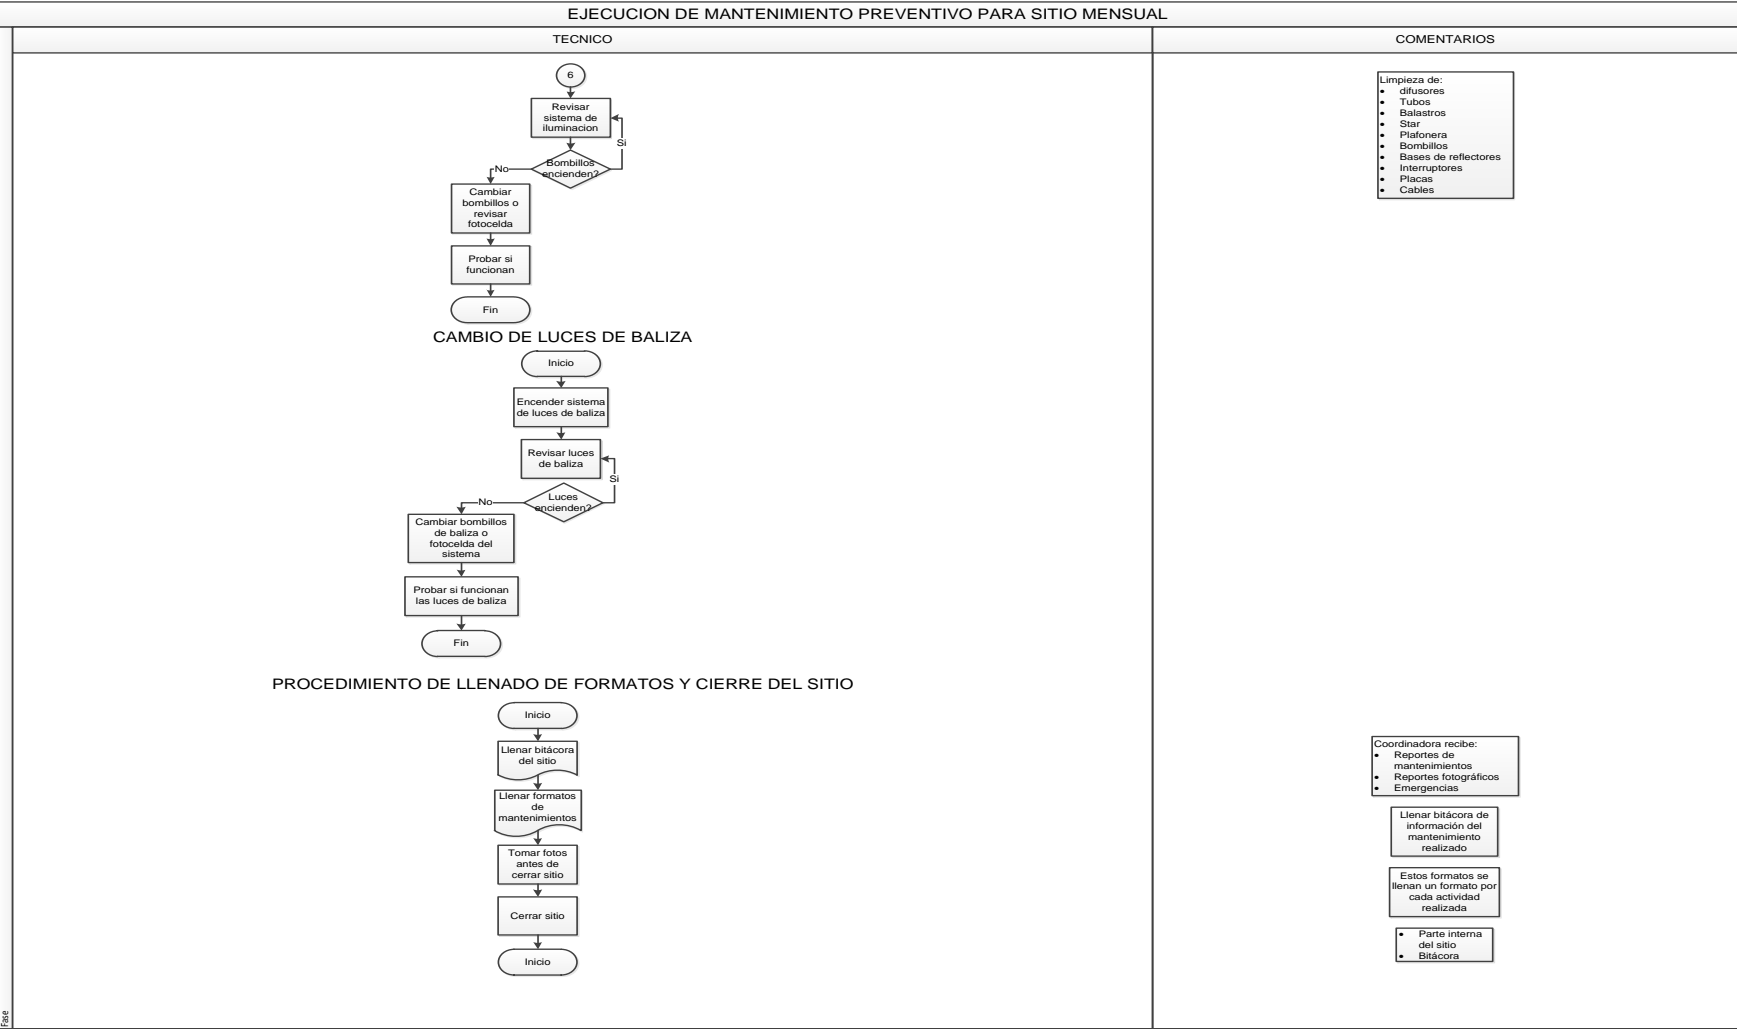 EJECUCION DE MANTENIMIENTO PREVENTIVO PARA SITIO MENSUAL
TECNICO
COMENTARIOS
6
Revisar
sistema de
iluminacion
Si
Bombillos
encienden?
No
Cambiar
bombillos o
revisar
fotocelda
Probar si
funcionan
Fin
Limpieza de:
• difusores
• Tubos
• Balastros
• Star
• Plafonera
• Bombillos
• Bases de reflectores
• Interruptores
• Placas
• Cables
CAMBIO DE LUCES DE BALIZA
Inicio
Encender sistema
de luces de baliza
Revisar luces
de baliza
Si
Luces
encienden?
No
Cambiar bombillos
de baliza o
fotocelda del
sistema
Probar si funcionan
las luces de baliza
Fin
PROCEDIMIENTO DE LLENADO DE FORMATOS Y CIERRE DEL SITIO
Inicio
Llenar bitácora
del sitio
Llenar formatos
de
mantenimientos
Tomar fotos
antes de
cerrar sitio
Cerrar sitio
Inicio
Coordinadora recibe:
• Reportes de
mantenimientos
• Reportes fotográficos
• Emergencias
Llenar bitácora de
información del
mantenimiento
realizado
Estos formatos se
llenan un formato por
cada actividad
realizada
• Parte interna
del sitio
• Bitácora
Fase